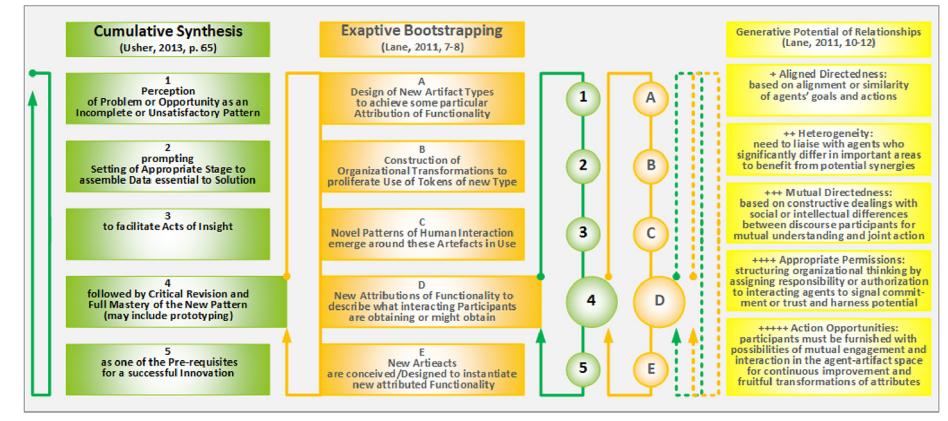 Cumulative Synthesis
(Usher, 2013, p. 65)
1
Perception
of Problem or Opportunity as an
Incomplete or Unsatisfactory Pattern
2
prompting
Setting of Appropriate Stage to
assemble Data essential to Solution
3
to facilitate Acts of Insight
4
followed by Critical Revision and
Full Mastery of the New Pattern
(may include prototyping)
5
as one of the Pre-requisites
for a successful Innovation
Exaptive Bootstrapping
(Lane, 2011, 7-8)
A
Design of New Artifact Types
to achieve some particular
Attribution of Functionality
B
Construction of
Organizational Transformations to
proliferate Use of Tokens of new Type
C
Novel Patterns of Human Interaction
emerge around these Artefacts in Use
D
New Attributions of Functionality to
describe what interacting Participants
are obtaining or might obtain
E
New Artieacts
are conceived/Designed to instantiate
new attributed Functionality
1
2
3
4
5
A
B
C
D
E
Generative Potential of Relationships
(Lane, 2011, 10-12)
+ Aligned Directedness:
based on alignment or similarity
of agents' goals and actions
++ Heterogeneity:
need to liaise with agents who
significantly differ in important areas
to benefit from potential synergies
+++ Mutual Directedness:
based on constructive dealings with
social or intellectual differences
between discourse participants for
mutual understanding and joint action
++++ Appropriate Permissions:
structuring organizational thinking by
assigning responsibility or authorization
to interacting agents to signal commit-
ment or trust and harness potential
+++++ Action Opportunities:
participants must be furnished with
possibilities of mutual engagement and
interaction in the agent-artifact space
for continuous improvement and
fruitful transformations of attributes